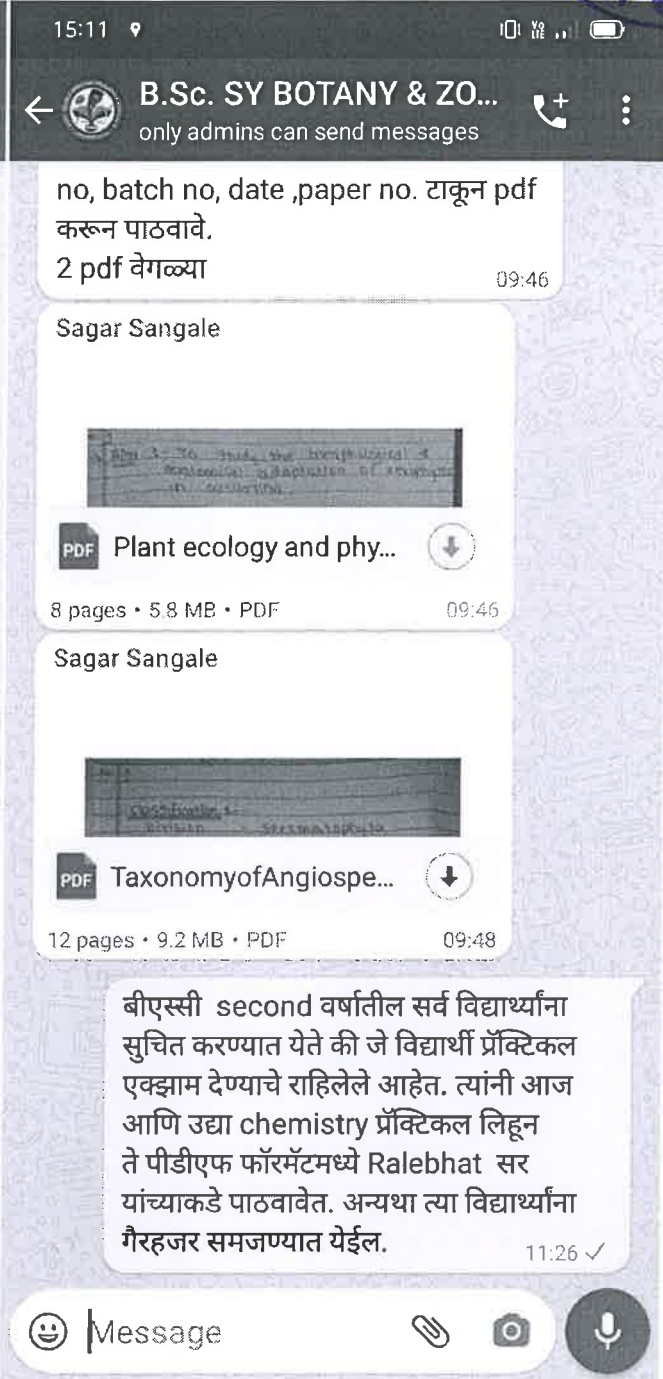 15:11
B.Sc. SY BOTANY & ZO...
only admins can send messages
no, batch no, date ,paper no. टाकून pdf
करून पाठवावे.
2 pdf वेगळ्या
09:46
Sagar Sangale
PDF Plant ecology and phy...
8 pages • 5.8 MB • PDF 09:46
Sagar Sangale
Classification :
PDF TaxonomyofAngiospe...
12 pages • 9.2 MB • PDF 09:48
बीएस्सी second वर्षातील सर्व विद्यार्थ्यांना
सुचित करण्यात येते की जे विद्यार्थी प्रॅक्टिकल
एक्झाम देण्याचे राहिलेले आहेत. त्यांनी आज
आणि उद्या chemistry प्रॅक्टिकल लिहून
ते पीडीएफ फॉरमॅटमध्ये Ralebhat सर
यांच्याकडे पाठवावेत. अन्यथा त्या विद्यार्थ्यांना
गैरहजर समजण्यात येईल.
11:26
Message